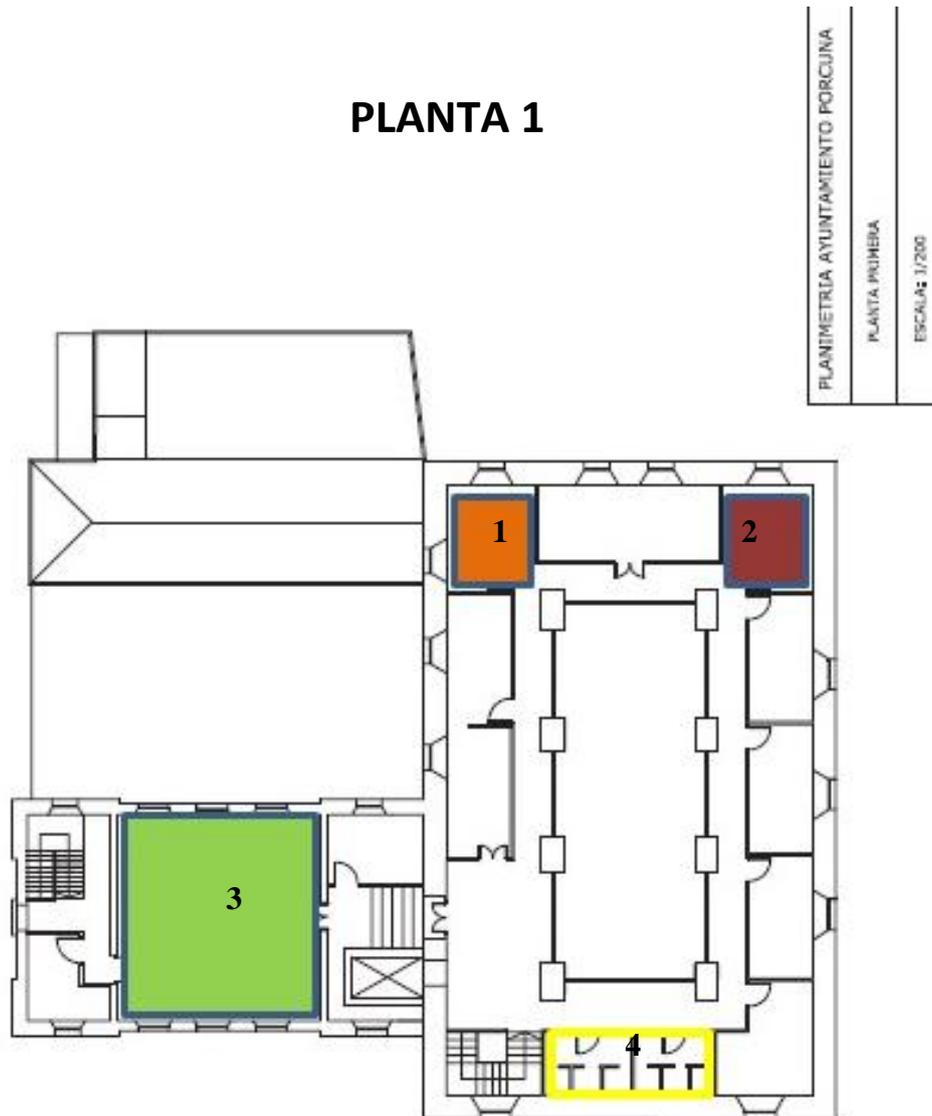 PLANTA 1
PLANIMETRIA AYUNTAMIENTO PORCUNA
PLANTA PRIMERA
ESCALA: 1/200
1
2
3
4